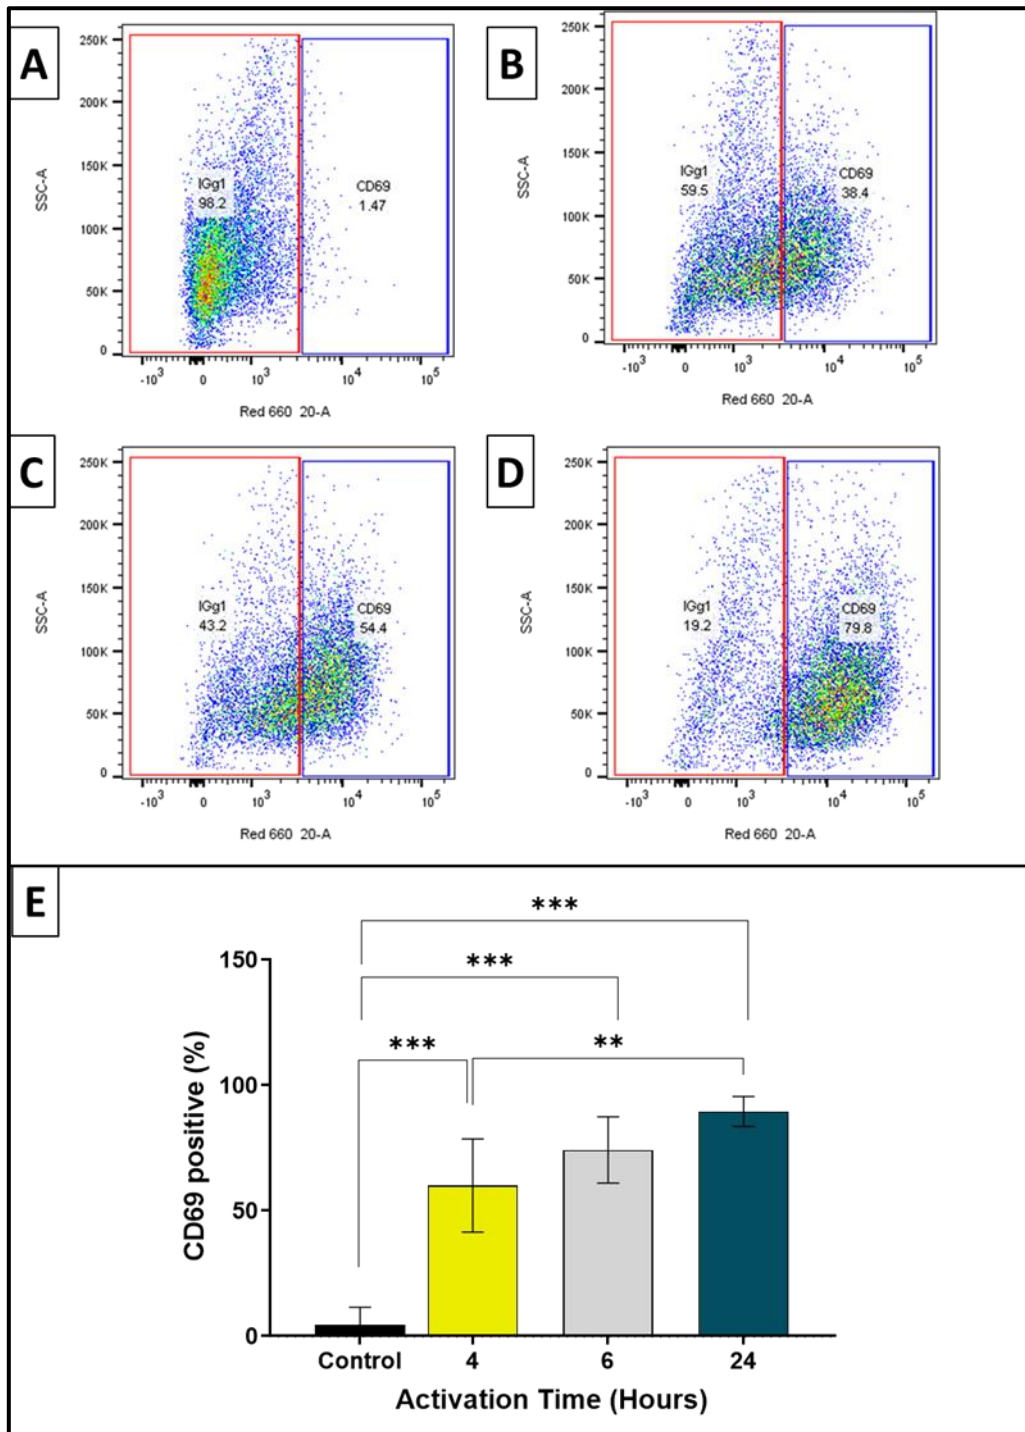 A
250K
200K
150K
100K
50K
0
SSC-A
IGg1
98.2
CD69
1.47
-10³ 0 10³ 10⁴ 10⁵
Red 660 20-A
B
250K
200K
150K
100K
50K
0
SSC-A
IGg1
59.5
CD69
38.4
-10³ 0 10³ 10⁴ 10⁵
Red 660 20-A
C
250K
200K
150K
100K
50K
0
SSC-A
IGg1
43.2
CD69
54.4
-10³ 0 10³ 10⁴ 10⁵
Red 660 20-A
D
250K
200K
150K
100K
50K
0
SSC-A
IGg1
19.2
CD69
79.8
-10³ 0 10³ 10⁴ 10⁵
Red 660 20-A
E
***
***
*** **
150
100
50
0
CD69 positive (%)
Control 4 6 24
Activation Time (Hours)